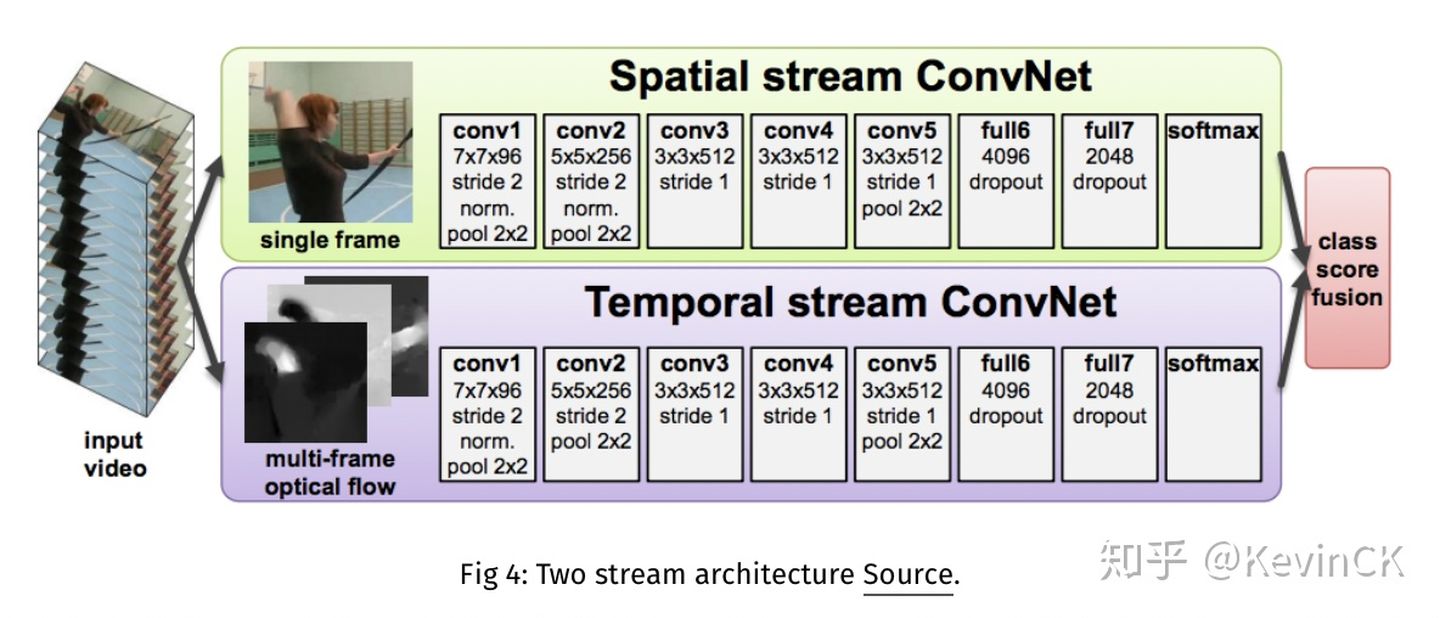 Spatial stream ConvNet
conv1
7x7x96
stride 2
norm.
pool 2x2
conv2
5x5x256
stride 2
norm.
pool 2x2
conv3
3x3x512
stride 1
conv4
3x3x512
stride 1
conv5
3x3x512
stride 1
pool 2x2
full6
4096
dropout
full7
2048
dropout
softmax
single frame
Temporal stream ConvNet
conv1
7x7x96
stride 2
norm.
pool 2x2
conv2
5x5x256
stride 2
pool 2x2
conv3
3x3x512
stride 1
conv4
3x3x512
stride 1
conv5
3x3x512
stride 1
pool 2x2
full6
4096
dropout
full7
2048
dropout
softmax
multi-frame
optical flow
input
video
class
score
fusion
Fig 4: Two stream architecture Source.
知乎 @KevinCK